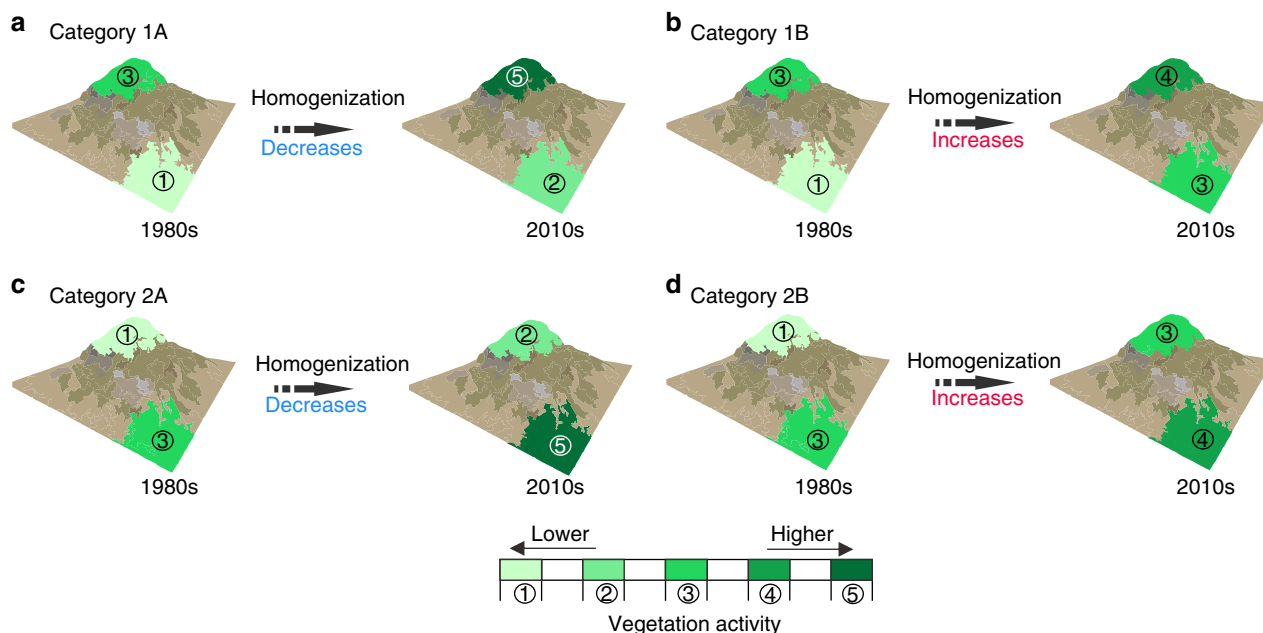 a Category 1A
③
Homogenization
Decreases
①
1980s
⑤
②
2010s
b Category 1B
③
Homogenization
Increases
①
1980s
④
③
2010s
c Category 2A
①
Homogenization
Decreases
③
1980s
②
⑤
2010s
d Category 2B
①
Homogenization
Increases
③
1980s
③
④
2010s
Lower Higher
① ② ③ ④ ⑤
Vegetation activity